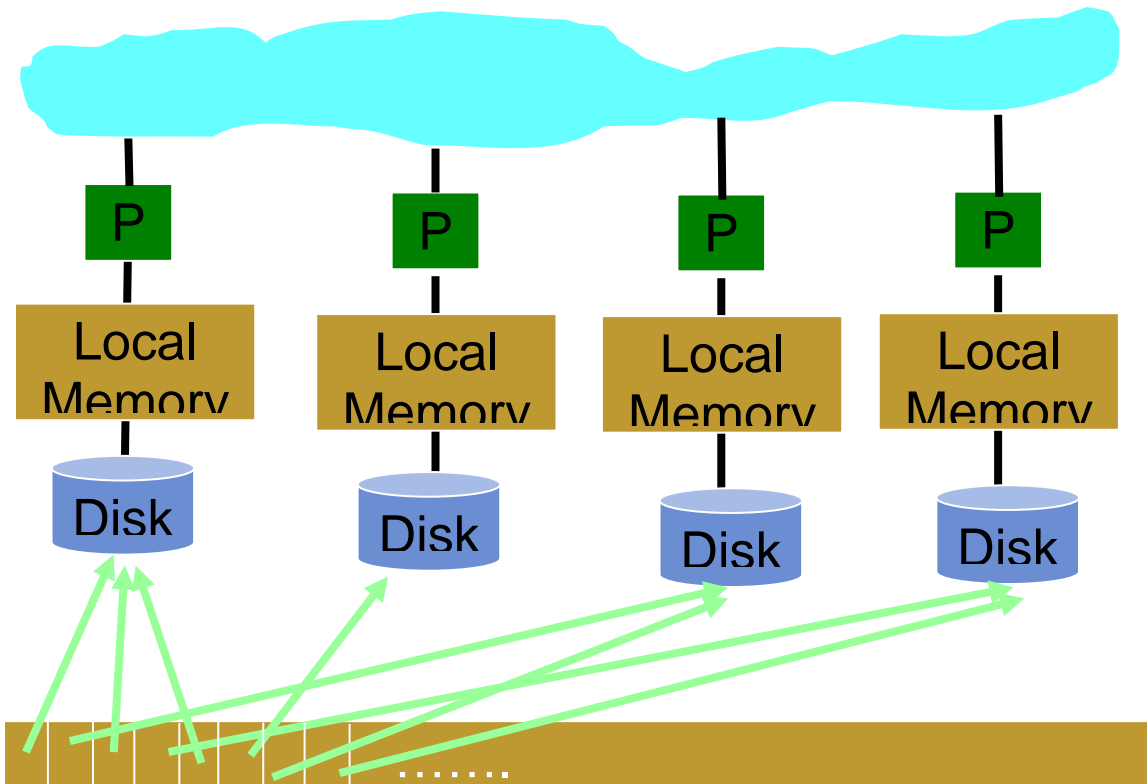 P
P
P
P
Local
Memory
Local
Memory
Local
Memory
Local
Memory
Disk
Disk
Disk
Disk
........